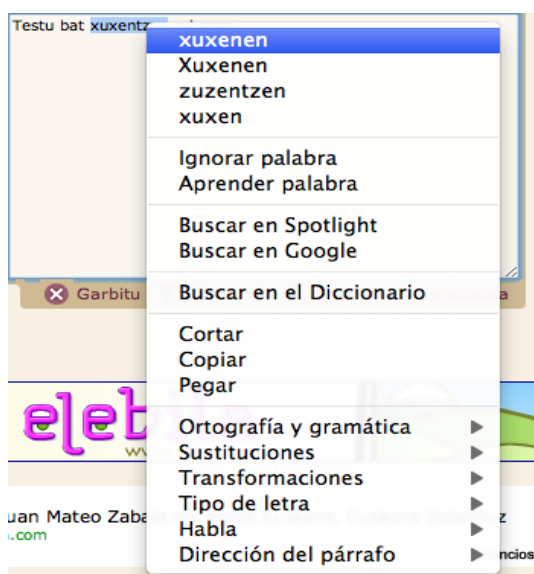 Testu bat xuxentz
xuxenen
Xuxenen
zuzentzen
xuxen
Ignorar palabra
Aprender palabra
Buscar en Spotlight
Buscar en Google
Garbitu
Buscar en el Diccionario
a
Cortar
Copiar
Pegar
elebila
Ortografía y gramática
Sustituciones
Transformaciones
Tipo de letra
uan Mateo Zaba
z
.com
Habla
ncios
Dirección del párrafo